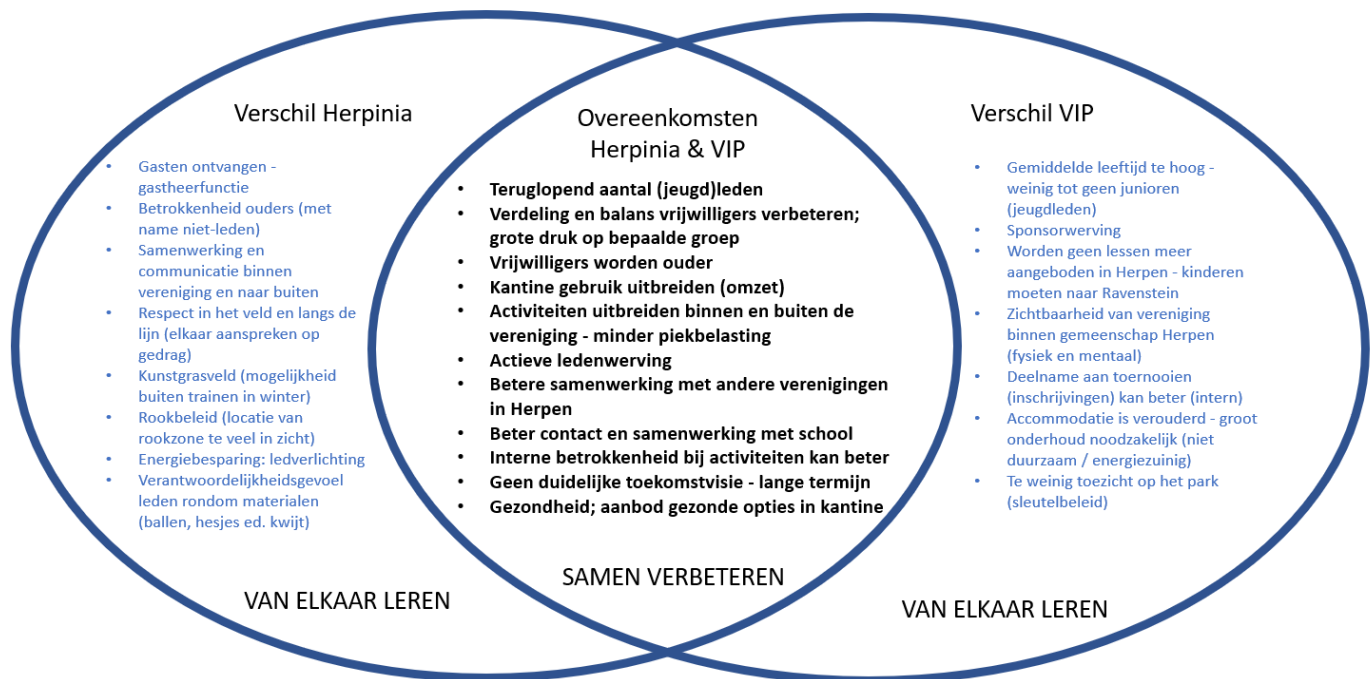 Verschil Herpinia
• Gasten ontvangen -
gastheerfunctie
• Betrokkenheid ouders (met
name niet-leden)
• Samenwerking en
communicatie binnen
vereniging en naar buiten
• Respect in het veld en langs de
lijn (elkaar aanspreken op
gedrag)
• Kunstgrasveld (mogelijkheid
buiten trainen in winter)
• Rookbeleid (locatie van
rookzone te veel in zicht)
• Energiebesparing: ledverlichting
• Verantwoordelijkheidsgevoel
leden rondom materialen
(ballen, hesjes ed. kwijt)
VAN ELKAAR LEREN
Overeenkomsten
Herpinia & VIP
• Teruglopend aantal (jeugd)leden
• Verdeling en balans vrijwilligers verbeteren;
grote druk op bepaalde groep
• Vrijwilligers worden ouder
• Kantine gebruik uitbreiden (omzet)
• Activiteiten uitbreiden binnen en buiten de
vereniging - minder piekbelasting
• Actieve ledenwerving
• Betere samenwerking met andere verenigingen
in Herpen
• Beter contact en samenwerking met school
• Interne betrokkenheid bij activiteiten kan beter
• Geen duidelijke toekomstvisie - lange termijn
• Gezondheid; aanbod gezonde opties in kantine
SAMEN VERBETEREN
Verschil VIP
• Gemiddelde leeftijd te hoog -
weinig tot geen junioren
(jeugdleden)
• Sponsorwerving
• Worden geen lessen meer
aangeboden in Herpen - kinderen
moeten naar Ravenstein
• Zichtbaarheid van vereniging
binnen gemeenschap Herpen
(fysiek en mentaal)
• Deelname aan toernooien
(inschrijvingen) kan beter (intern)
• Accommodatie is verouderd - groot
onderhoud noodzakelijk (niet
duurzaam / energiezuinig)
• Te weinig toezicht op het park
(sleutelbeleid)
VAN ELKAAR LEREN